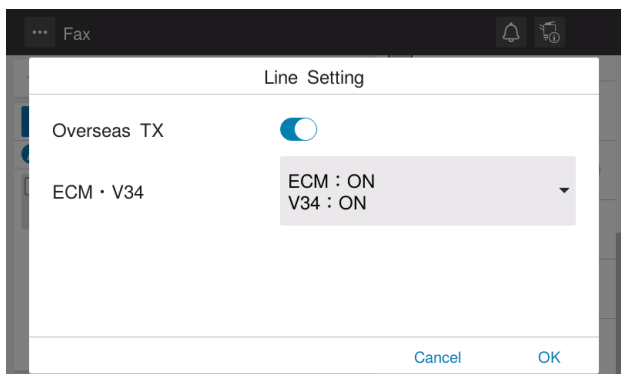 Fax
Line Setting
Overseas TX
ECM・V34
ECM：ON
V34：ON
Cancel
OK